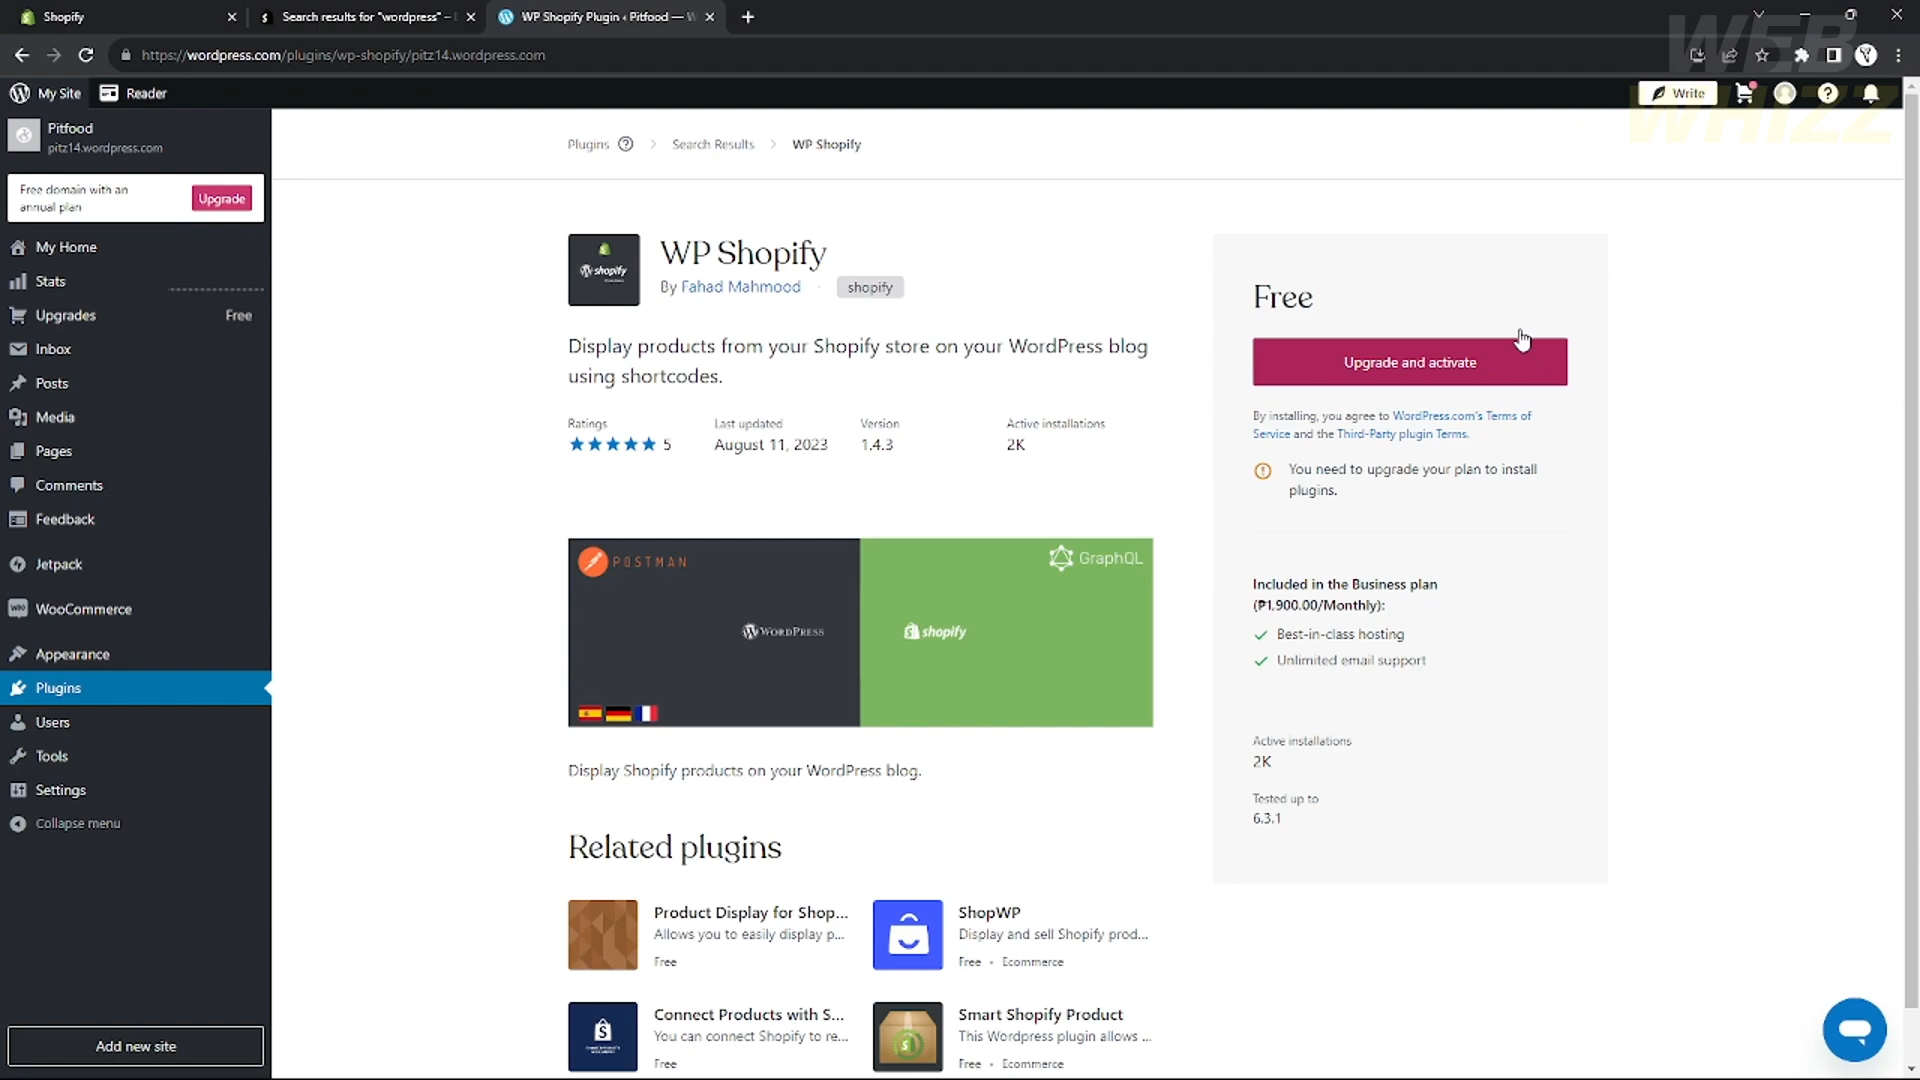 Shopify
Search results for "wordpress" –
WP Shopify Plugin ‹ Pitfood —
https://wordpress.com/plugins/wp-shopify/pitz14.wordpress.com
WEB
WHIZZ
My Site
Reader
Write
Pitfood
pitz14.wordpress.com
Free domain with an
annual plan
Upgrade
My Home
Stats
Upgrades
Free
Inbox
Posts
Media
Pages
Comments
Feedback
Jetpack
WooCommerce
Appearance
Plugins
Users
Tools
Settings
Collapse menu
Add new site
Plugins
Search Results
WP Shopify
shopify
WP Shopify
By Fahad Mahmood
shopify
Display products from your Shopify store on your WordPress blog
using shortcodes.
Ratings
5
Last updated
August 11, 2023
Version
1.4.3
Active installations
2K
POSTMAN
GraphQL
WORDPRESS
shopify
Display Shopify products on your WordPress blog.
Related plugins
Product Display for Shop...
Allows you to easily display p...
Free
ShopWP
Display and sell Shopify prod...
Free • Ecommerce
Connect Products with S...
You can connect Shopify to re...
Free
Smart Shopify Product
This Wordpress plugin allows ...
Free • Ecommerce
Free
Upgrade and activate
By installing, you agree to WordPress.com's Terms of
Service and the Third-Party plugin Terms.
You need to upgrade your plan to install
plugins.
Included in the Business plan
(₱1,900.00/Monthly):
Best-in-class hosting
Unlimited email support
Active installations
2K
Tested up to
6.3.1